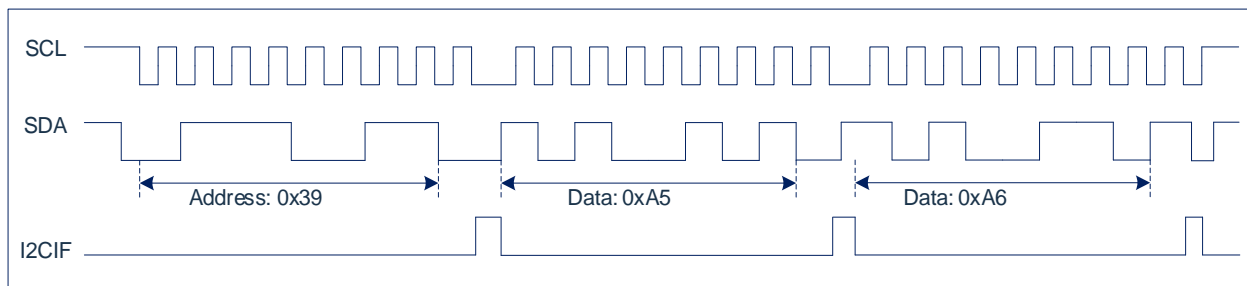 SCL
SDA
Address: 0x39 Data: 0xA5 Data: 0xA6
I2CIF